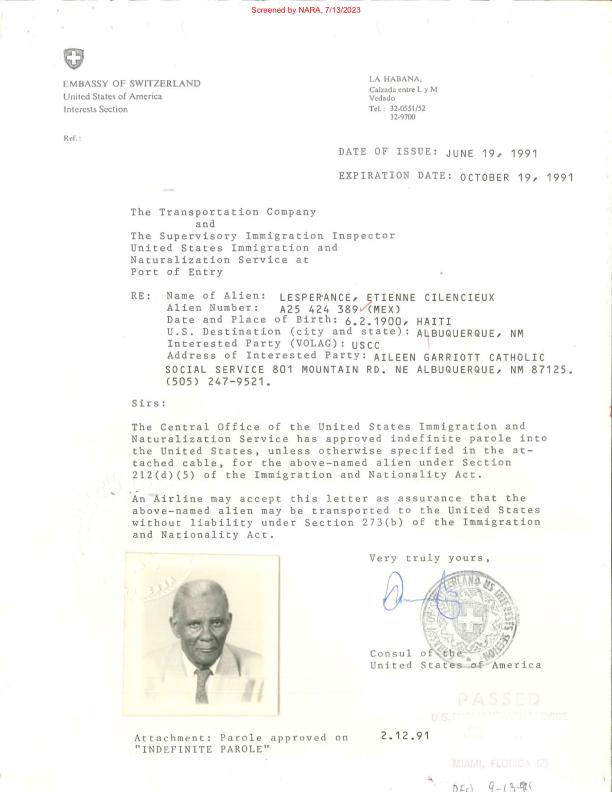 Screened by NARA, 7/13/2023
EMBASSY OF SWITZERLAND
United States of America
Interests Section
Ref.:
LA HABANA,
Calzada entre L y M
Vedado
Tel.: 32-0551/52
32-9700
DATE OF ISSUE: JUNE 19, 1991
EXPIRATION DATE: OCTOBER 19, 1991
The Transportation Company
and
The Supervisory Immigration Inspector
United States Immigration and
Naturalization Service at
Port of Entry
RE: Name of Alien: LESPERANCE, ETIENNE CILENCIEUX
Alien Number: A25 424 389 (MEX)
Date and Place of Birth: 6.2.1900, HAITI
U.S. Destination (city and state): ALBUQUERQUE, NM
Interested Party (VOLAG): USCC
Address of Interested Party: AILEEN GARRIOTT CATHOLIC
SOCIAL SERVICE 801 MOUNTAIN RD. NE ALBUQUERQUE, NM 87125.
(505) 247-9521.
Sirs:
The Central Office of the United States Immigration and
Naturalization Service has approved indefinite parole into
the United States, unless otherwise specified in the at-
tached cable, for the above-named alien under Section
212(d)(5) of the Immigration and Nationality Act.
An Airline may accept this letter as assurance that the
above-named alien may be transported to the United States
without liability under Section 273(b) of the Immigration
and Nationality Act.
Very truly yours,
Consul of the
United States of America
PASSED
U.S. SERVICE
MIAMI, FLORIDA
Attachment: Parole approved on 2.12.91
"INDEFINITE PAROLE"